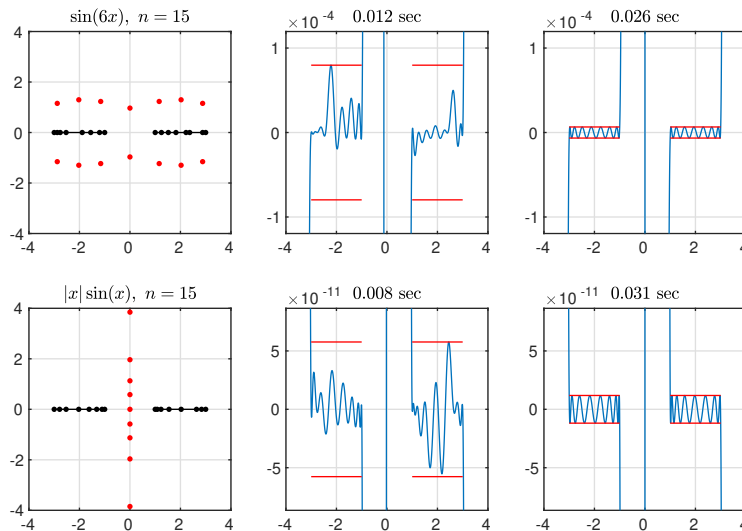 sin(6x), n = 15
×10⁻⁴ 0.012 sec
×10⁻⁴ 0.026 sec
4 2 0 -2 -4
-4 -2 0 2 4
1 0 -1
-4 -2 0 2 4
1 0 -1
-4 -2 0 2 4
|x| sin(x), n = 15
×10⁻¹¹ 0.008 sec
×10⁻¹¹ 0.031 sec
4 2 0 -2 -4
-4 -2 0 2 4
5 0 -5
-4 -2 0 2 4
5 0 -5
-4 -2 0 2 4